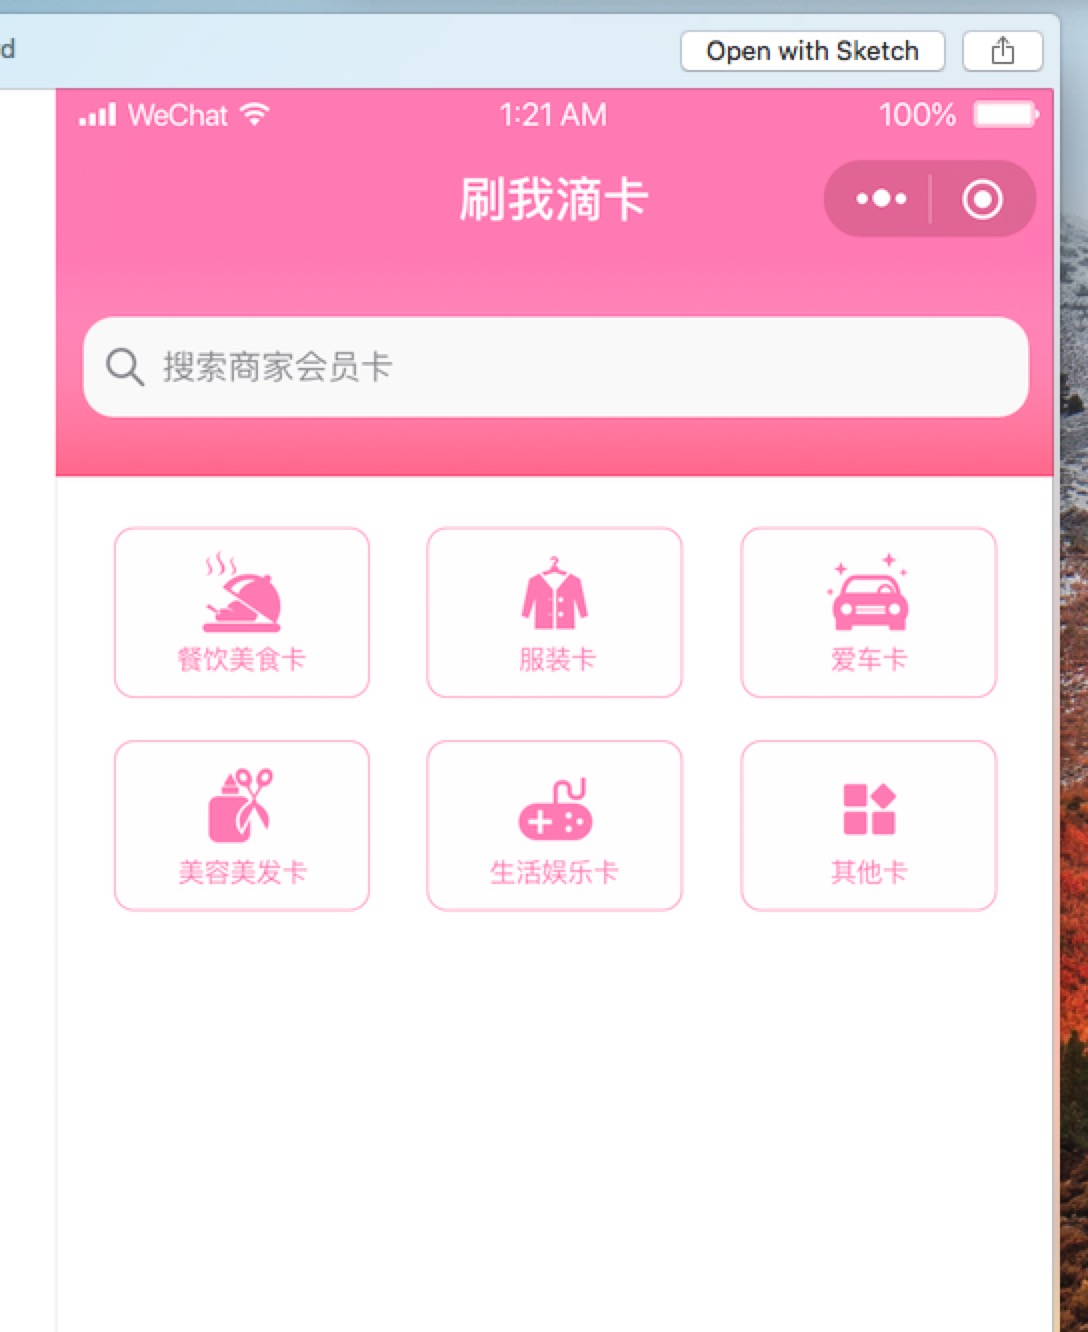 d
Open with Sketch
WeChat 1:21 AM 100%
刷我滴卡
搜索商家会员卡
餐饮美食卡 服装卡 爱车卡
美容美发卡 生活娱乐卡 其他卡